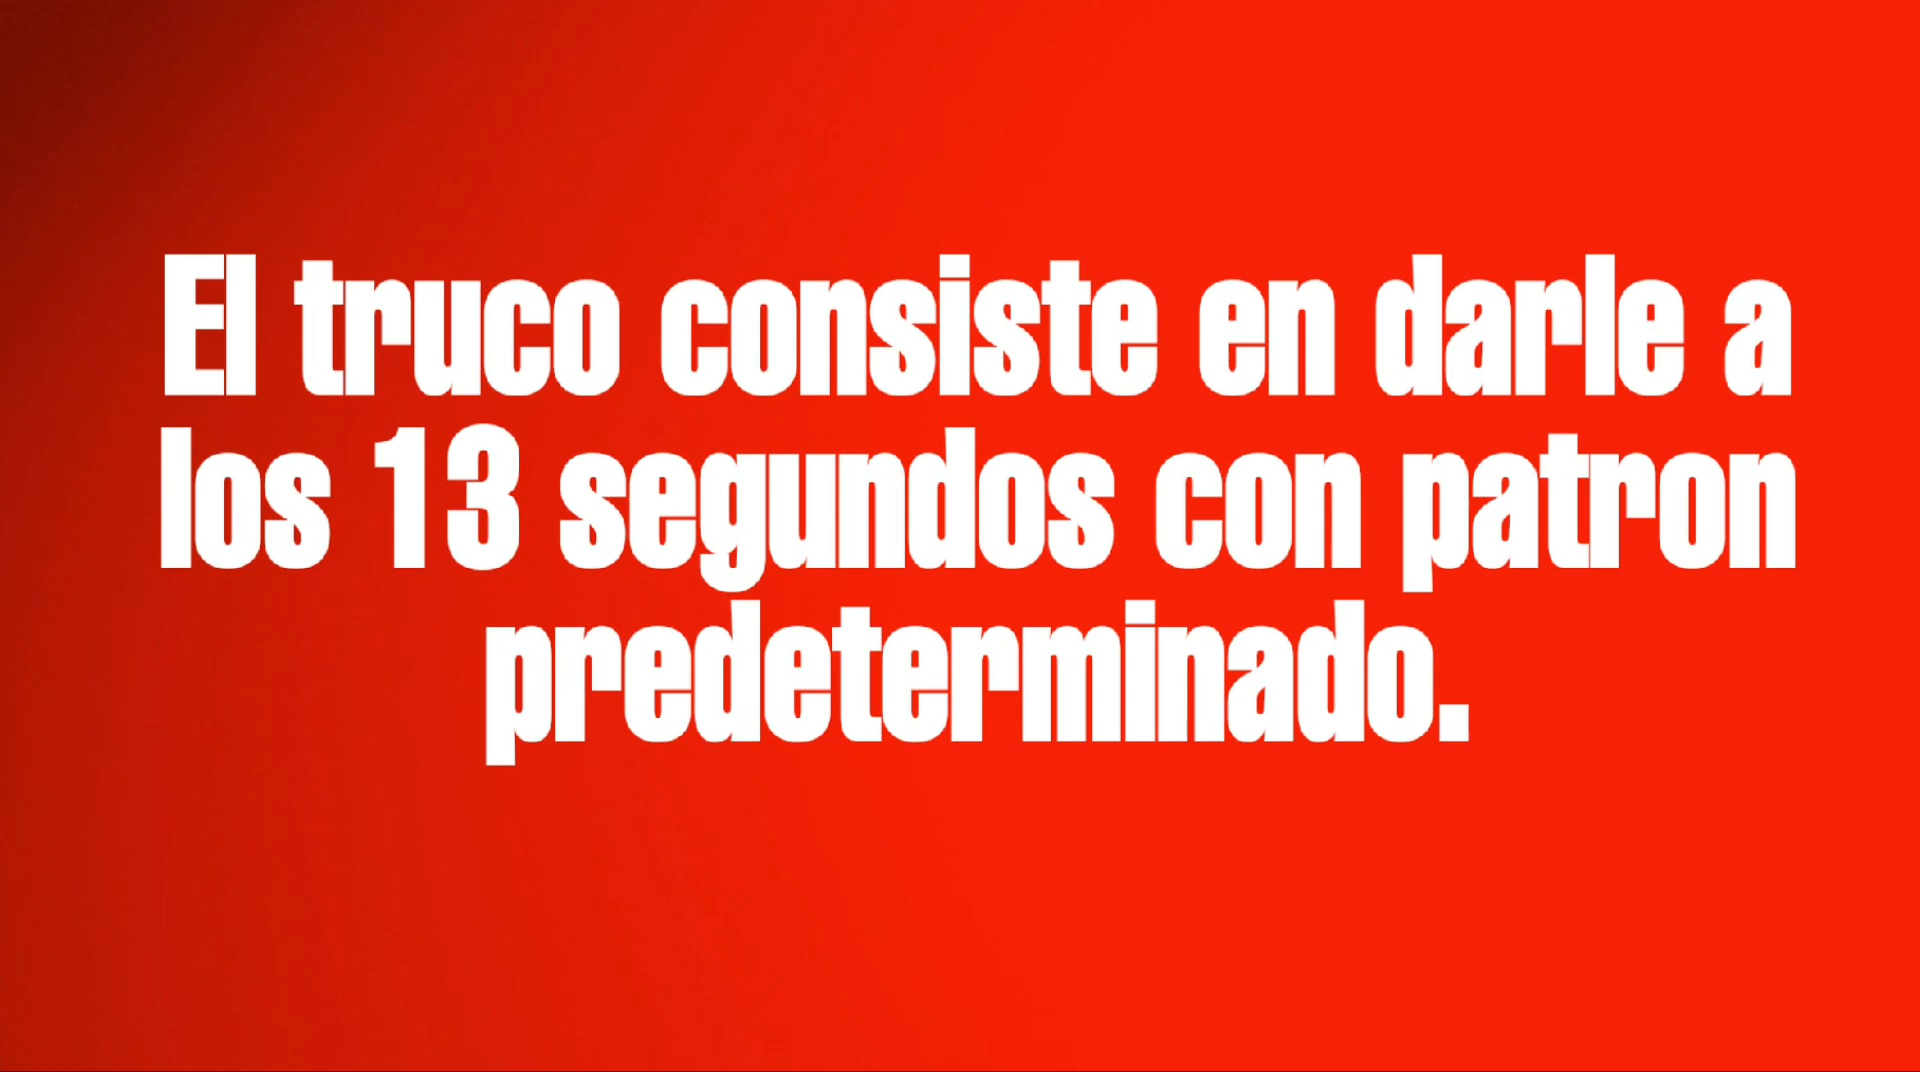 El truco consiste en darle a
los 13 segundos con patron
predeterminado.